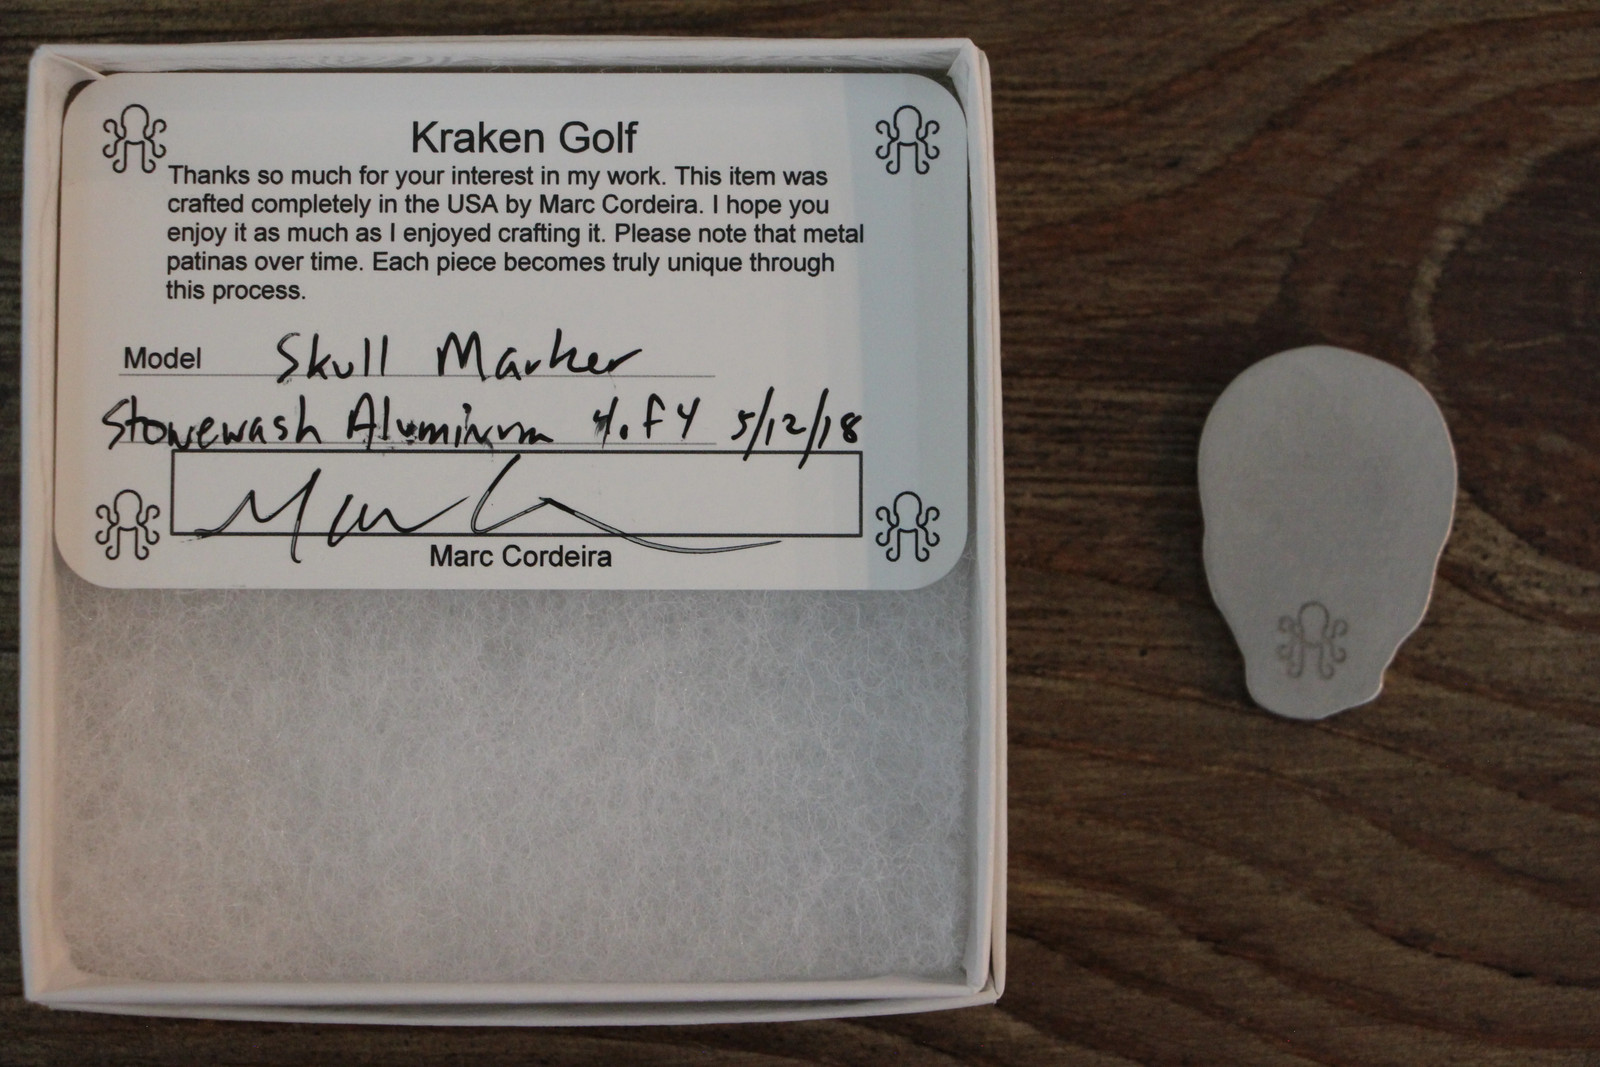 Kraken Golf
Thanks so much for your interest in my work. This item was
crafted completely in the USA by Marc Cordeira. I hope you
enjoy it as much as I enjoyed crafting it. Please note that metal
patinas over time. Each piece becomes truly unique through
this process.
Model Skull Marker
Stonewash Aluminum 4 of 4 5/12/18
Marc Cordeira